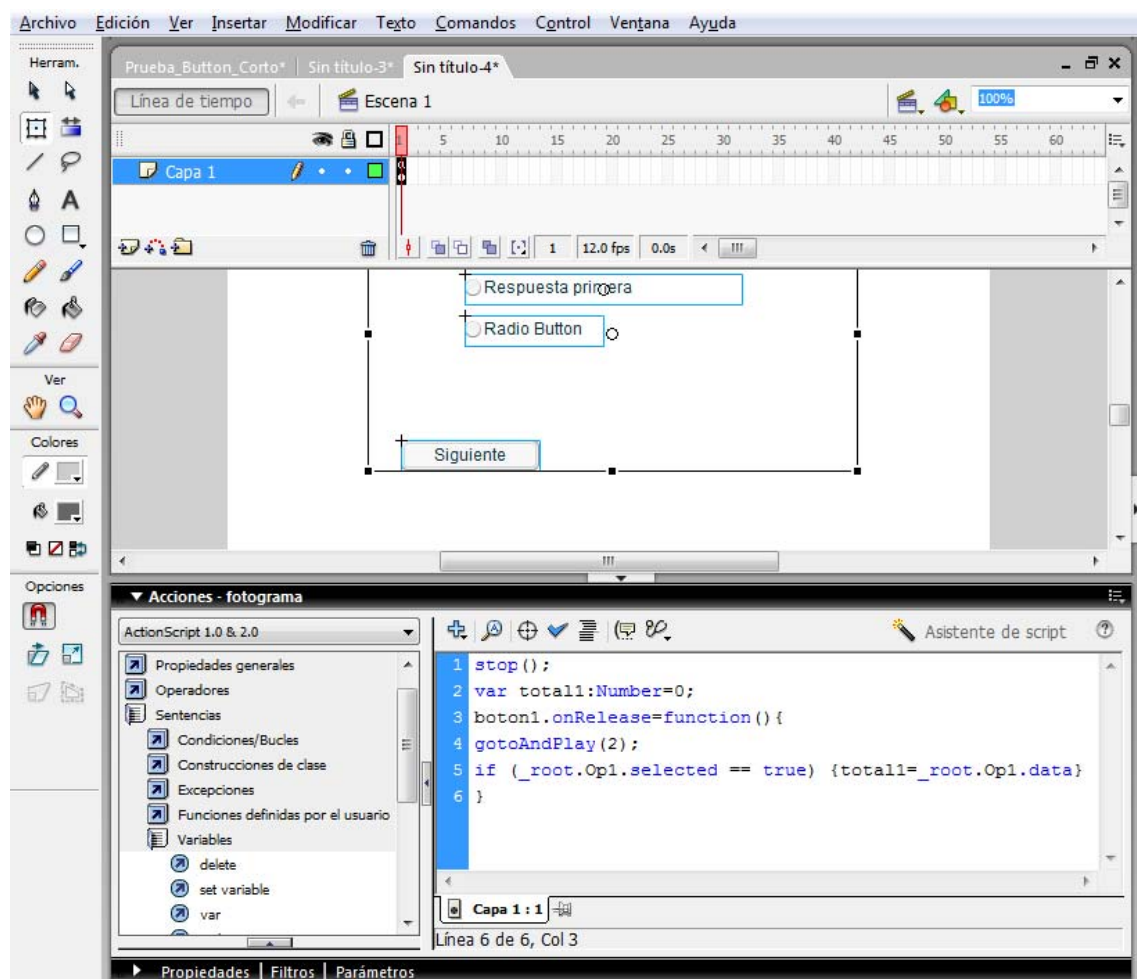 Archivo Edición Ver Insertar Modificar Texto Comandos Control Ventana Ayuda
Herram.
Prueba_Button_Corto* Sin título-3* Sin título-4*
Línea de tiempo Escena 1 100%
1 5 10 15 20 25 30 35 40 45 50 55 60
Capa 1
1 12.0 fps 0.0s
Respuesta primera
Radio Button
Siguiente
Ver
Colores
Opciones
Acciones - fotograma
ActionScript 1.0 & 2.0
Asistente de script
Propiedades generales
Operadores
Sentencias
Condiciones/Bucles
Construcciones de clase
Excepciones
Funciones definidas por el usuario
Variables
delete
set variable
var
1 stop();
2 var total1:Number=0;
3 boton1.onRelease=function(){
4 gotoAndPlay(2);
5 if (_root.Op1.selected == true) {total1=_root.Op1.data}
6 }
Capa 1 : 1
Línea 6 de 6, Col 3
Propiedades | Filtros | Parámetros